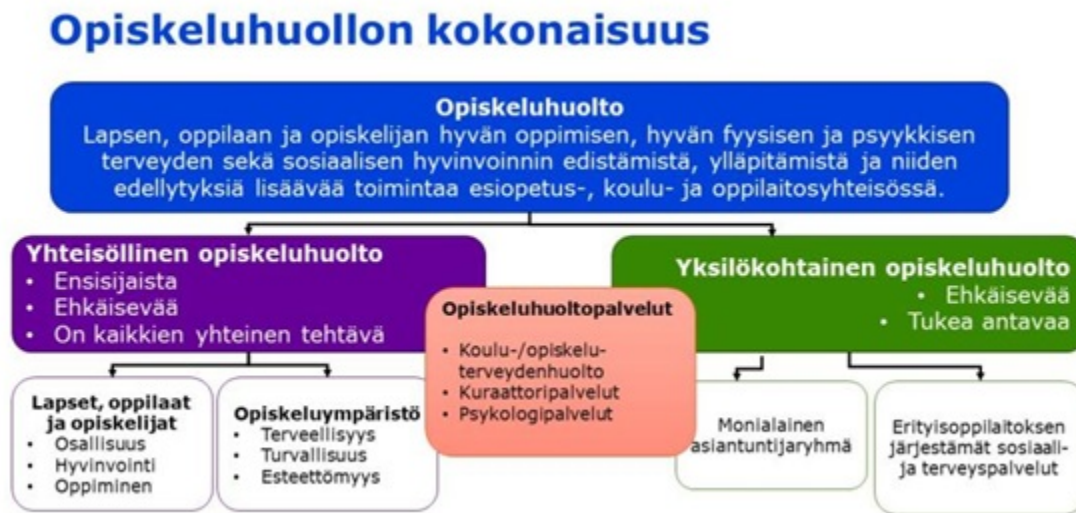 Opiskeluhuollon kokonaisuus
Opiskeluhuolto
Lapsen, oppilaan ja opiskelijan hyvän oppimisen, hyvän fyysisen ja psyykkisen
terveyden sekä sosiaalisen hyvinvoinnin edistämistä, ylläpitämistä ja niiden
edellytyksiä lisäävää toimintaa esiopetus-, koulu- ja oppilaitosyhteisössä.
Yhteisöllinen opiskeluhuolto
• Ensisijaista
• Ehkäisevää
• On kaikkien yhteinen tehtävä
Yksilökohtainen opiskeluhuolto
• Ehkäisevää
• Tukea antavaa
Opiskeluhuoltopalvelut
• Koulu-/opiskelu-
terveydenhuolto
• Kuraattoripalvelut
• Psykologipalvelut
Lapset, oppilaat
ja opiskelijat
• Osallisuus
• Hyvinvointi
• Oppiminen
Opiskeluympäristö
• Terveellisyys
• Turvallisuus
• Esteettömyys
Monialainen
asiantuntijaryhmä
Erityisoppilaitoksen
järjestämät sosiaali-
ja terveyspalvelut